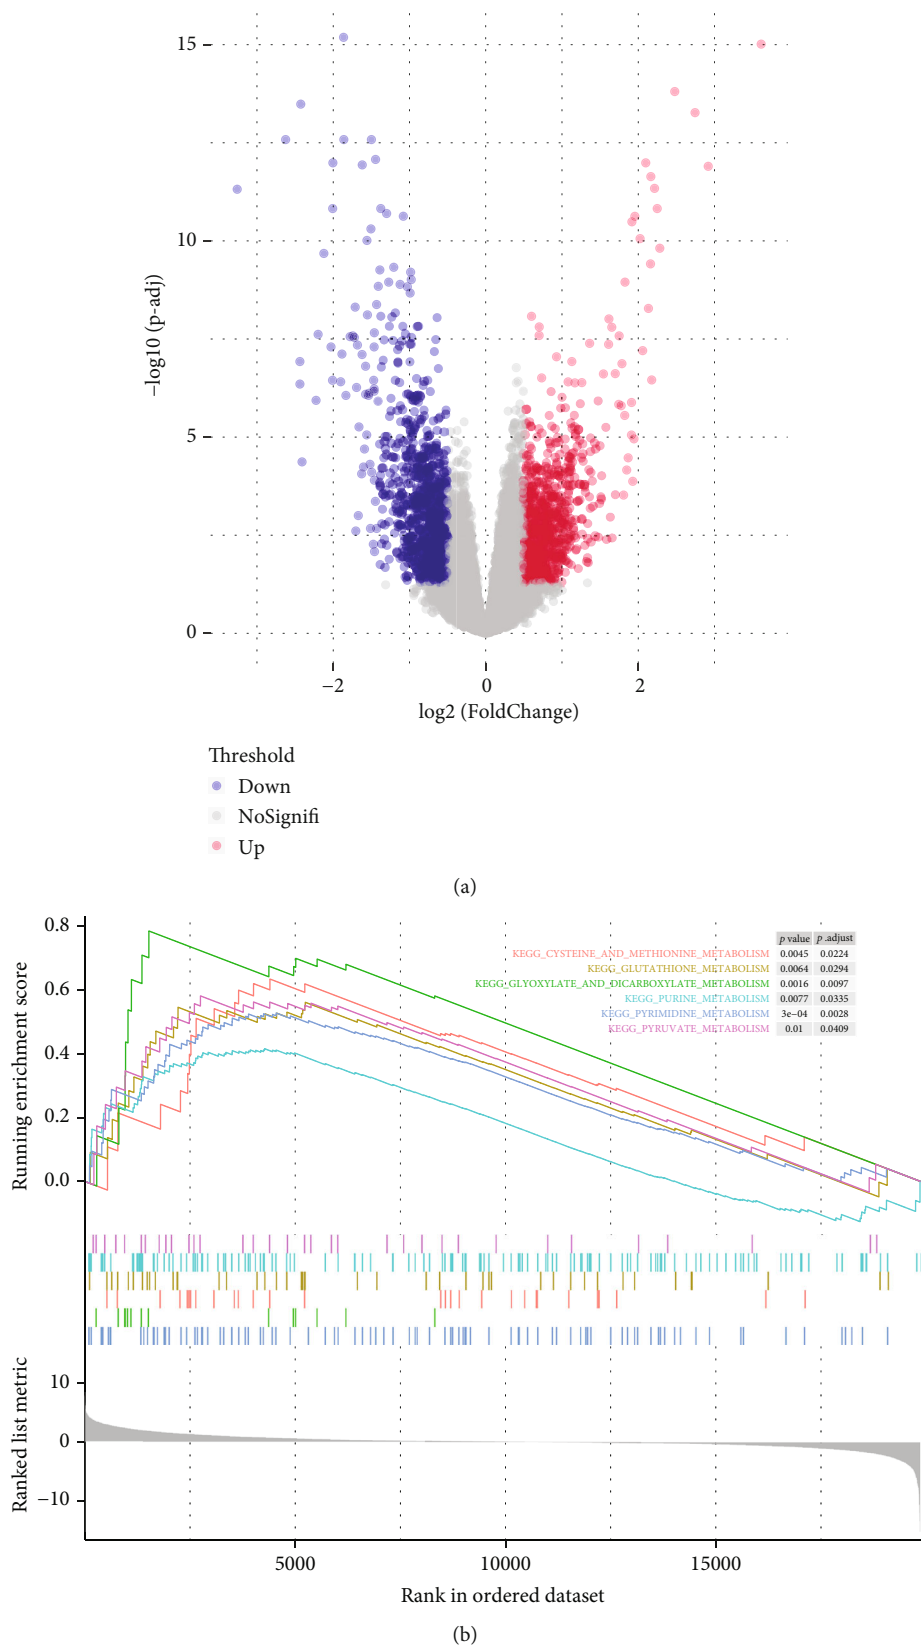 15
10
5
0
−log10 (p-adj)
−2
0
2
log2 (FoldChange)
Threshold
Down
NoSignifi
Up
(a)
0.8
0.6
0.4
0.2
0.0
Running enrichment score
p value p .adjust
KEGG_CYSTEINE_AND_METHIONINE_METABOLISM 0.0045 0.0224
KEGG_GLUTATHIONE_METABOLISM 0.0064 0.0294
KEGG_GLYOXYLATE_AND_DICARBOXYLATE_METABOLISM 0.0016 0.0097
KEGG_PURINE_METABOLISM 0.0077 0.0335
KEGG_PYRIMIDINE_METABOLISM 3e−04 0.0028
KEGG_PYRUVATE_METABOLISM 0.01 0.0409
10
0
−10
Ranked list metric
5000
10000
15000
Rank in ordered dataset
(b)